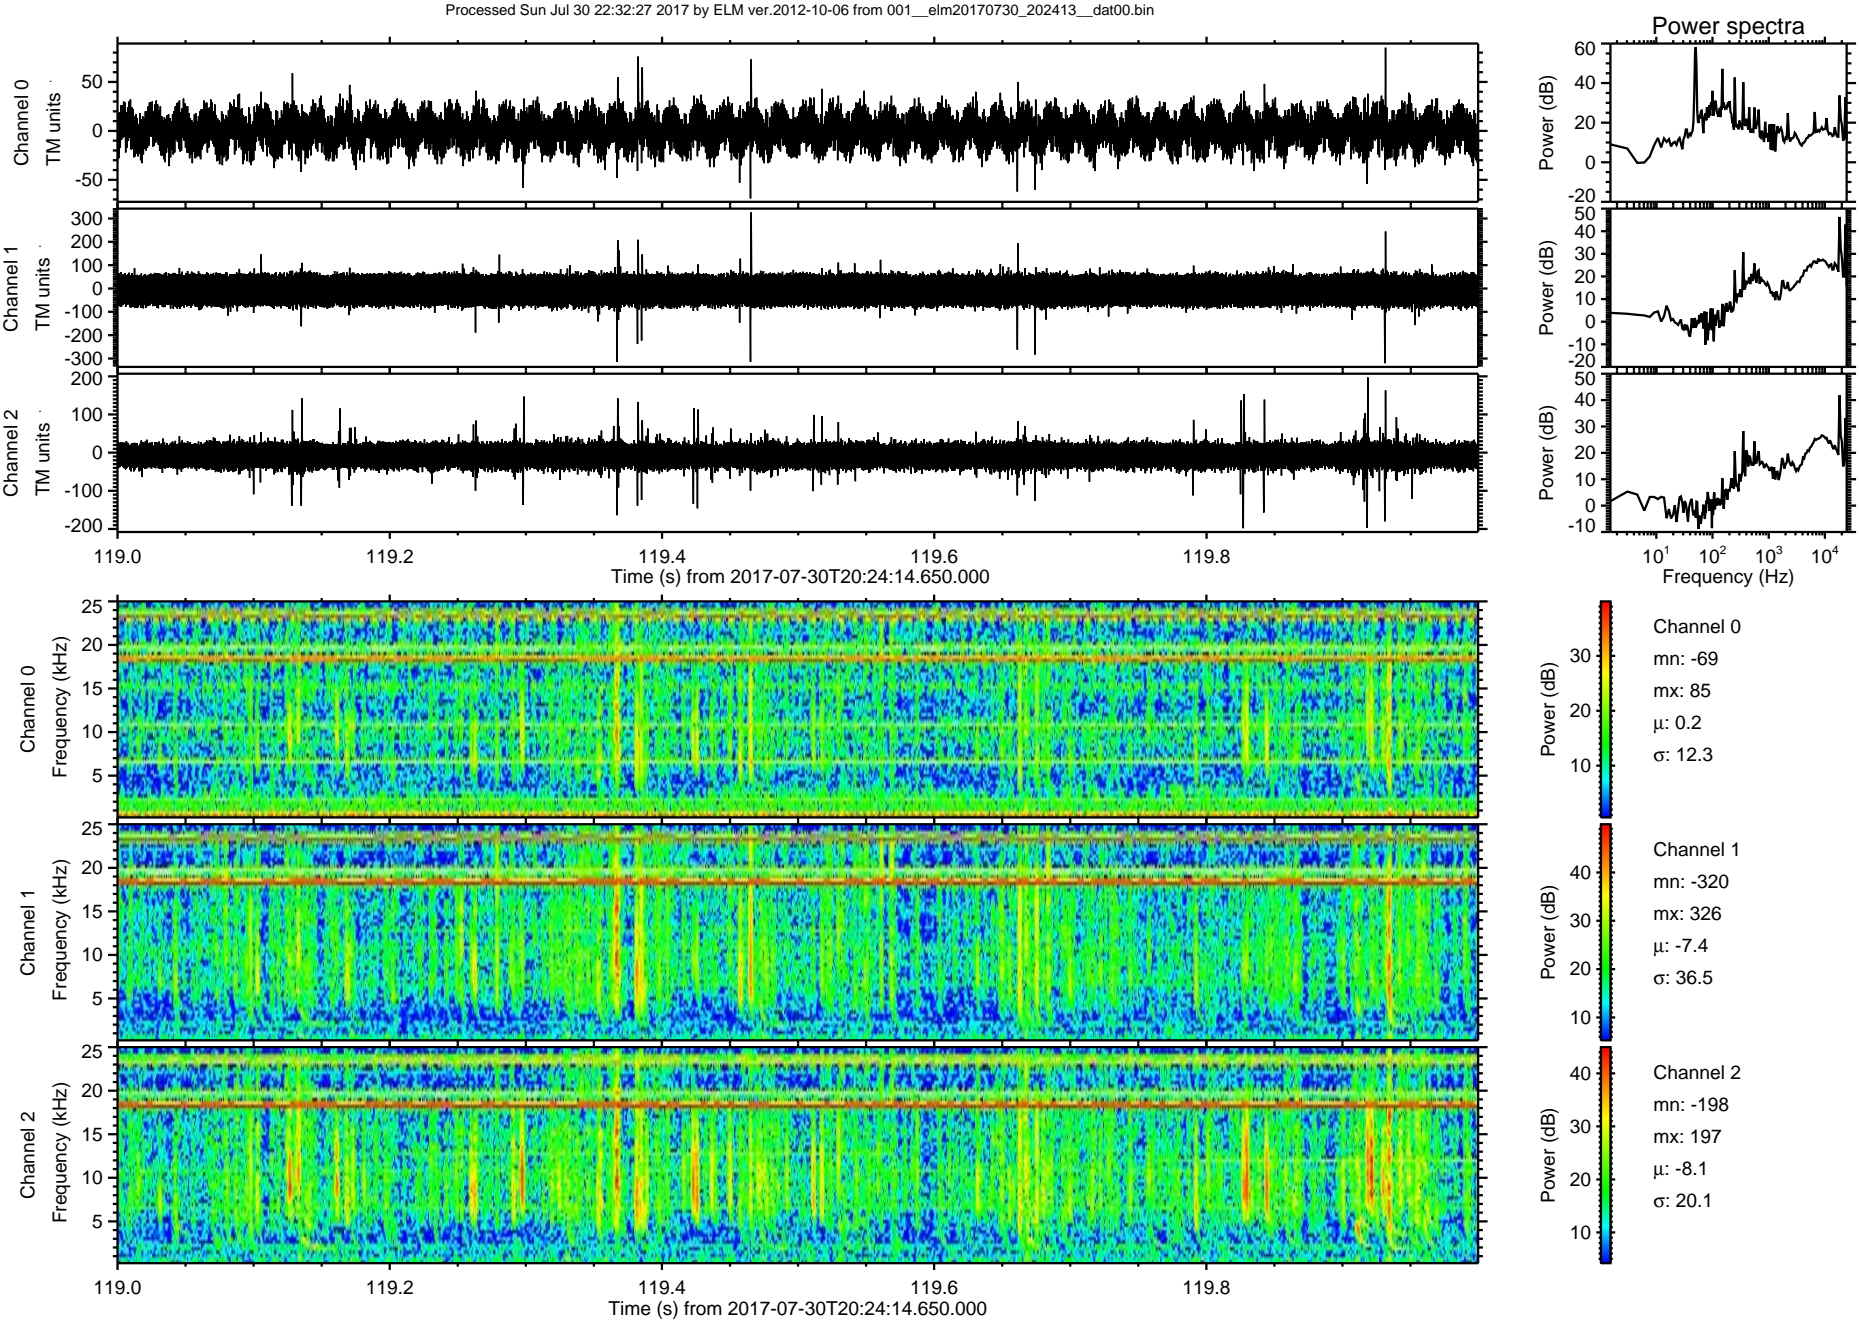 Processed Sun Jul 30 22:32:27 2017 by ELM ver.2012-10-06 from 001__elm20170730_202413__dat00.bin
Power spectra
Channel 0
TM units
50
0
-50
Power (dB)
60
40
20
0
-20
Channel 1
TM units
300
200
100
0
-100
-200
-300
Power (dB)
50
40
30
20
10
0
-10
-20
Channel 2
TM units
200
100
0
-100
-200
Power (dB)
50
40
30
20
10
0
-10
119.0
119.2
119.4
119.6
119.8
Time (s) from 2017-07-30T20:24:14.650.000
10^1
10^2
10^3
10^4
Frequency (Hz)
Channel 0
Frequency (kHz)
25
20
15
10
5
Power (dB)
30
20
10
Channel 0
mn: -69
mx: 85
μ: 0.2
σ: 12.3
Channel 1
Frequency (kHz)
25
20
15
10
5
Power (dB)
40
30
20
10
Channel 1
mn: -320
mx: 326
μ: -7.4
σ: 36.5
Channel 2
Frequency (kHz)
25
20
15
10
5
Power (dB)
40
30
20
10
Channel 2
mn: -198
mx: 197
μ: -8.1
σ: 20.1
119.0
119.2
119.4
119.6
119.8
Time (s) from 2017-07-30T20:24:14.650.000